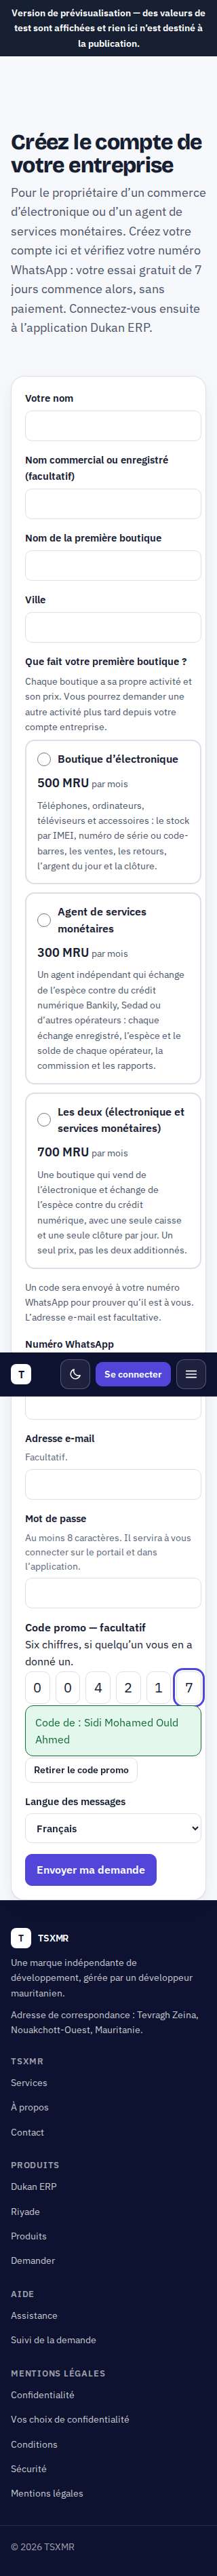 Version de prévisualisation — des valeurs de
test sont affichées et rien ici n’est destiné à
la publication.
Créez le compte de
votre entreprise
Pour le propriétaire d’un commerce
d’électronique ou d’un agent de
services monétaires. Créez votre
compte ici et vérifiez votre numéro
WhatsApp : votre essai gratuit de 7
jours commence alors, sans
paiement. Connectez-vous ensuite
à l’application Dukan ERP.
Votre nom
Nom commercial ou enregistré
(facultatif)
Nom de la première boutique
Ville
Que fait votre première boutique ?
Chaque boutique a sa propre activité et
son prix. Vous pourrez demander une
autre activité plus tard depuis votre
compte entreprise.
Boutique d’électronique
500 MRU par mois
Téléphones, ordinateurs,
téléviseurs et accessoires : le stock
par IMEI, numéro de série ou code-
barres, les ventes, les retours,
l’argent du jour et la clôture.
Agent de services
monétaires
300 MRU par mois
Un agent indépendant qui échange
de l’espèce contre du crédit
numérique Bankily, Sedad ou
d’autres opérateurs : chaque
échange enregistré, l’espèce et le
solde de chaque opérateur, la
commission et les rapports.
Les deux (électronique et
services monétaires)
700 MRU par mois
Une boutique qui vend de
l’électronique et échange de
l’espèce contre du crédit
numérique, avec une seule caisse
et une seule clôture par jour. Un
seul prix, pas les deux additionnés.
Un code sera envoyé à votre numéro
WhatsApp pour prouver qu’il est à vous.
L’adresse e-mail est facultative.
Numéro WhatsApp
T
Se connecter
Adresse e-mail
Facultatif.
Mot de passe
Au moins 8 caractères. Il servira à vous
connecter sur le portail et dans
l’application.
Code promo — facultatif
Six chiffres, si quelqu’un vous en a
donné un.
0 0 4 2 1 7
Code de : Sidi Mohamed Ould
Ahmed
Retirer le code promo
Langue des messages
Français
Envoyer ma demande
T TSXMR
Une marque indépendante de
développement, gérée par un développeur
mauritanien.
Adresse de correspondance : Tevragh Zeina,
Nouakchott-Ouest, Mauritanie.
TSXMR
Services
À propos
Contact
PRODUITS
Dukan ERP
Riyade
Produits
Demander
AIDE
Assistance
Suivi de la demande
MENTIONS LÉGALES
Confidentialité
Vos choix de confidentialité
Conditions
Sécurité
Mentions légales
© 2026 TSXMR